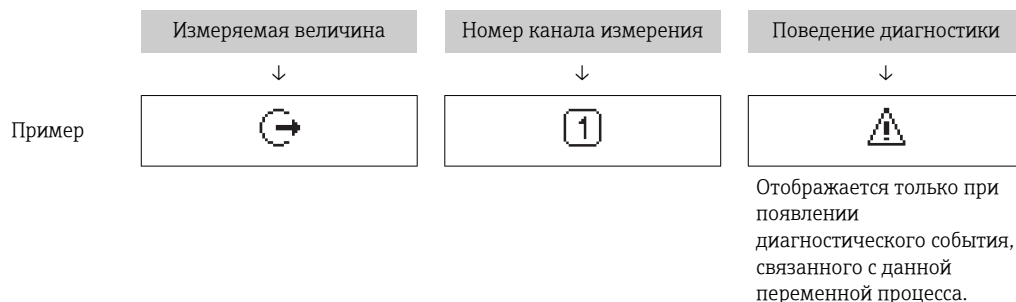 Измеряемая величина
Номер канала измерения
Поведение диагностики
↓ ↓ ↓
Пример
1
Отображается только при
появлении
диагностического события,
связанного с данной
переменной процесса.